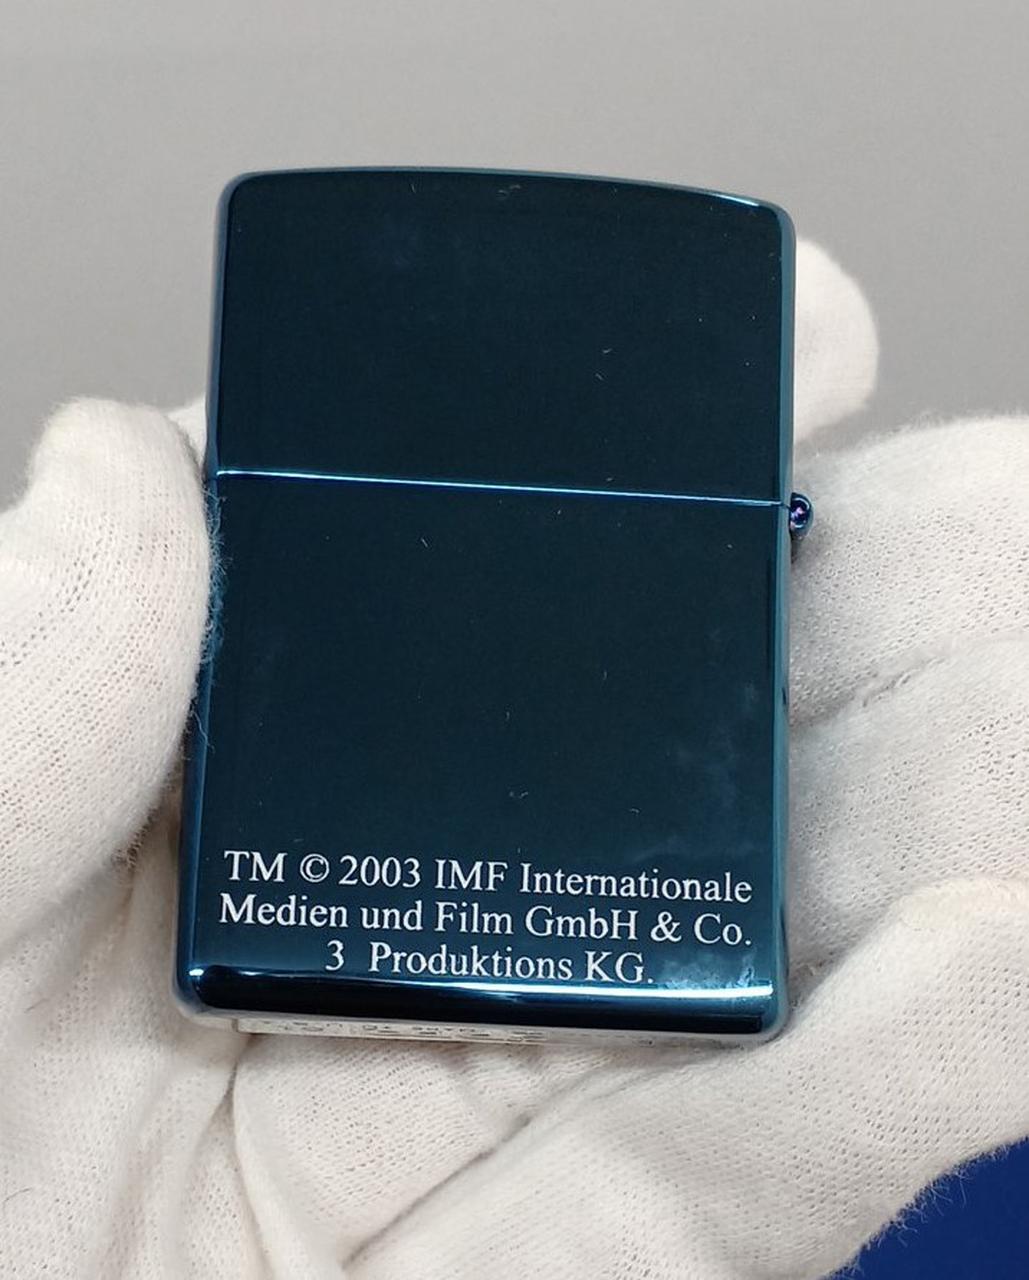 TM © 2003 IMF Internationale
Medien und Film GmbH & Co.
3 Produktions KG.